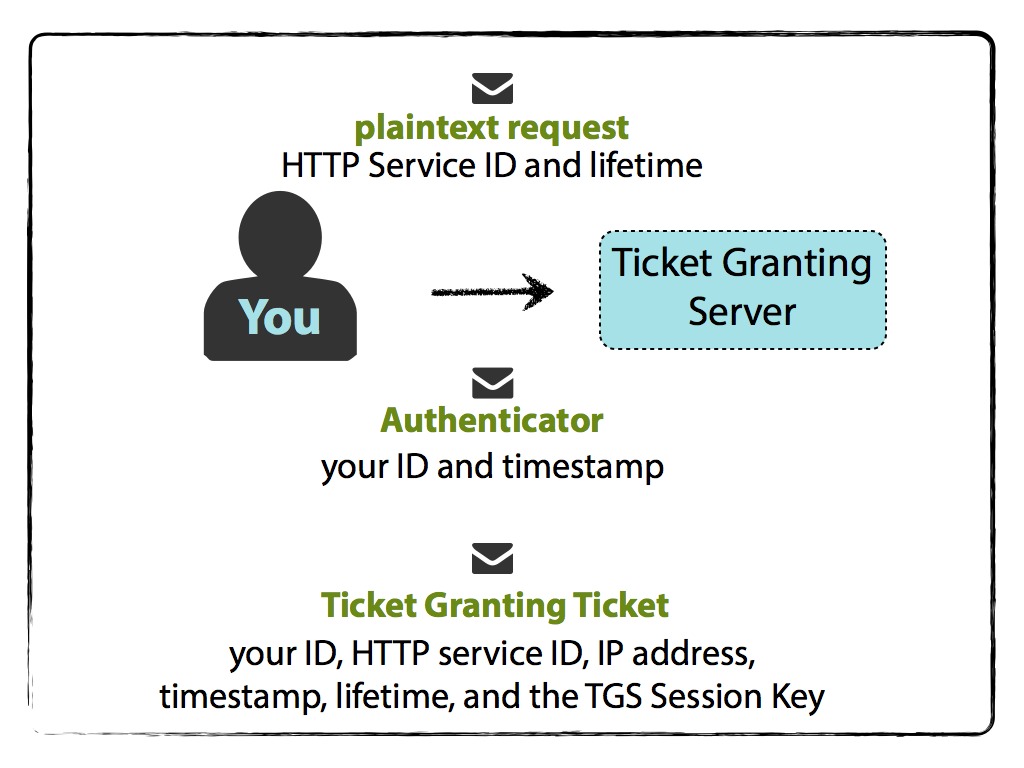 plaintext request
HTTP Service ID and lifetime
You
Ticket Granting
Server
Authenticator
your ID and timestamp
Ticket Granting Ticket
your ID, HTTP service ID, IP address,
timestamp, lifetime, and the TGS Session Key